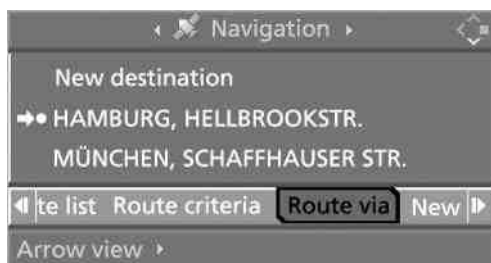 Navigation
New destination
HAMBURG, HELLBROOKSTR.
MÜNCHEN, SCHAFFHAUSER STR.
te list Route criteria Route via New
Arrow view